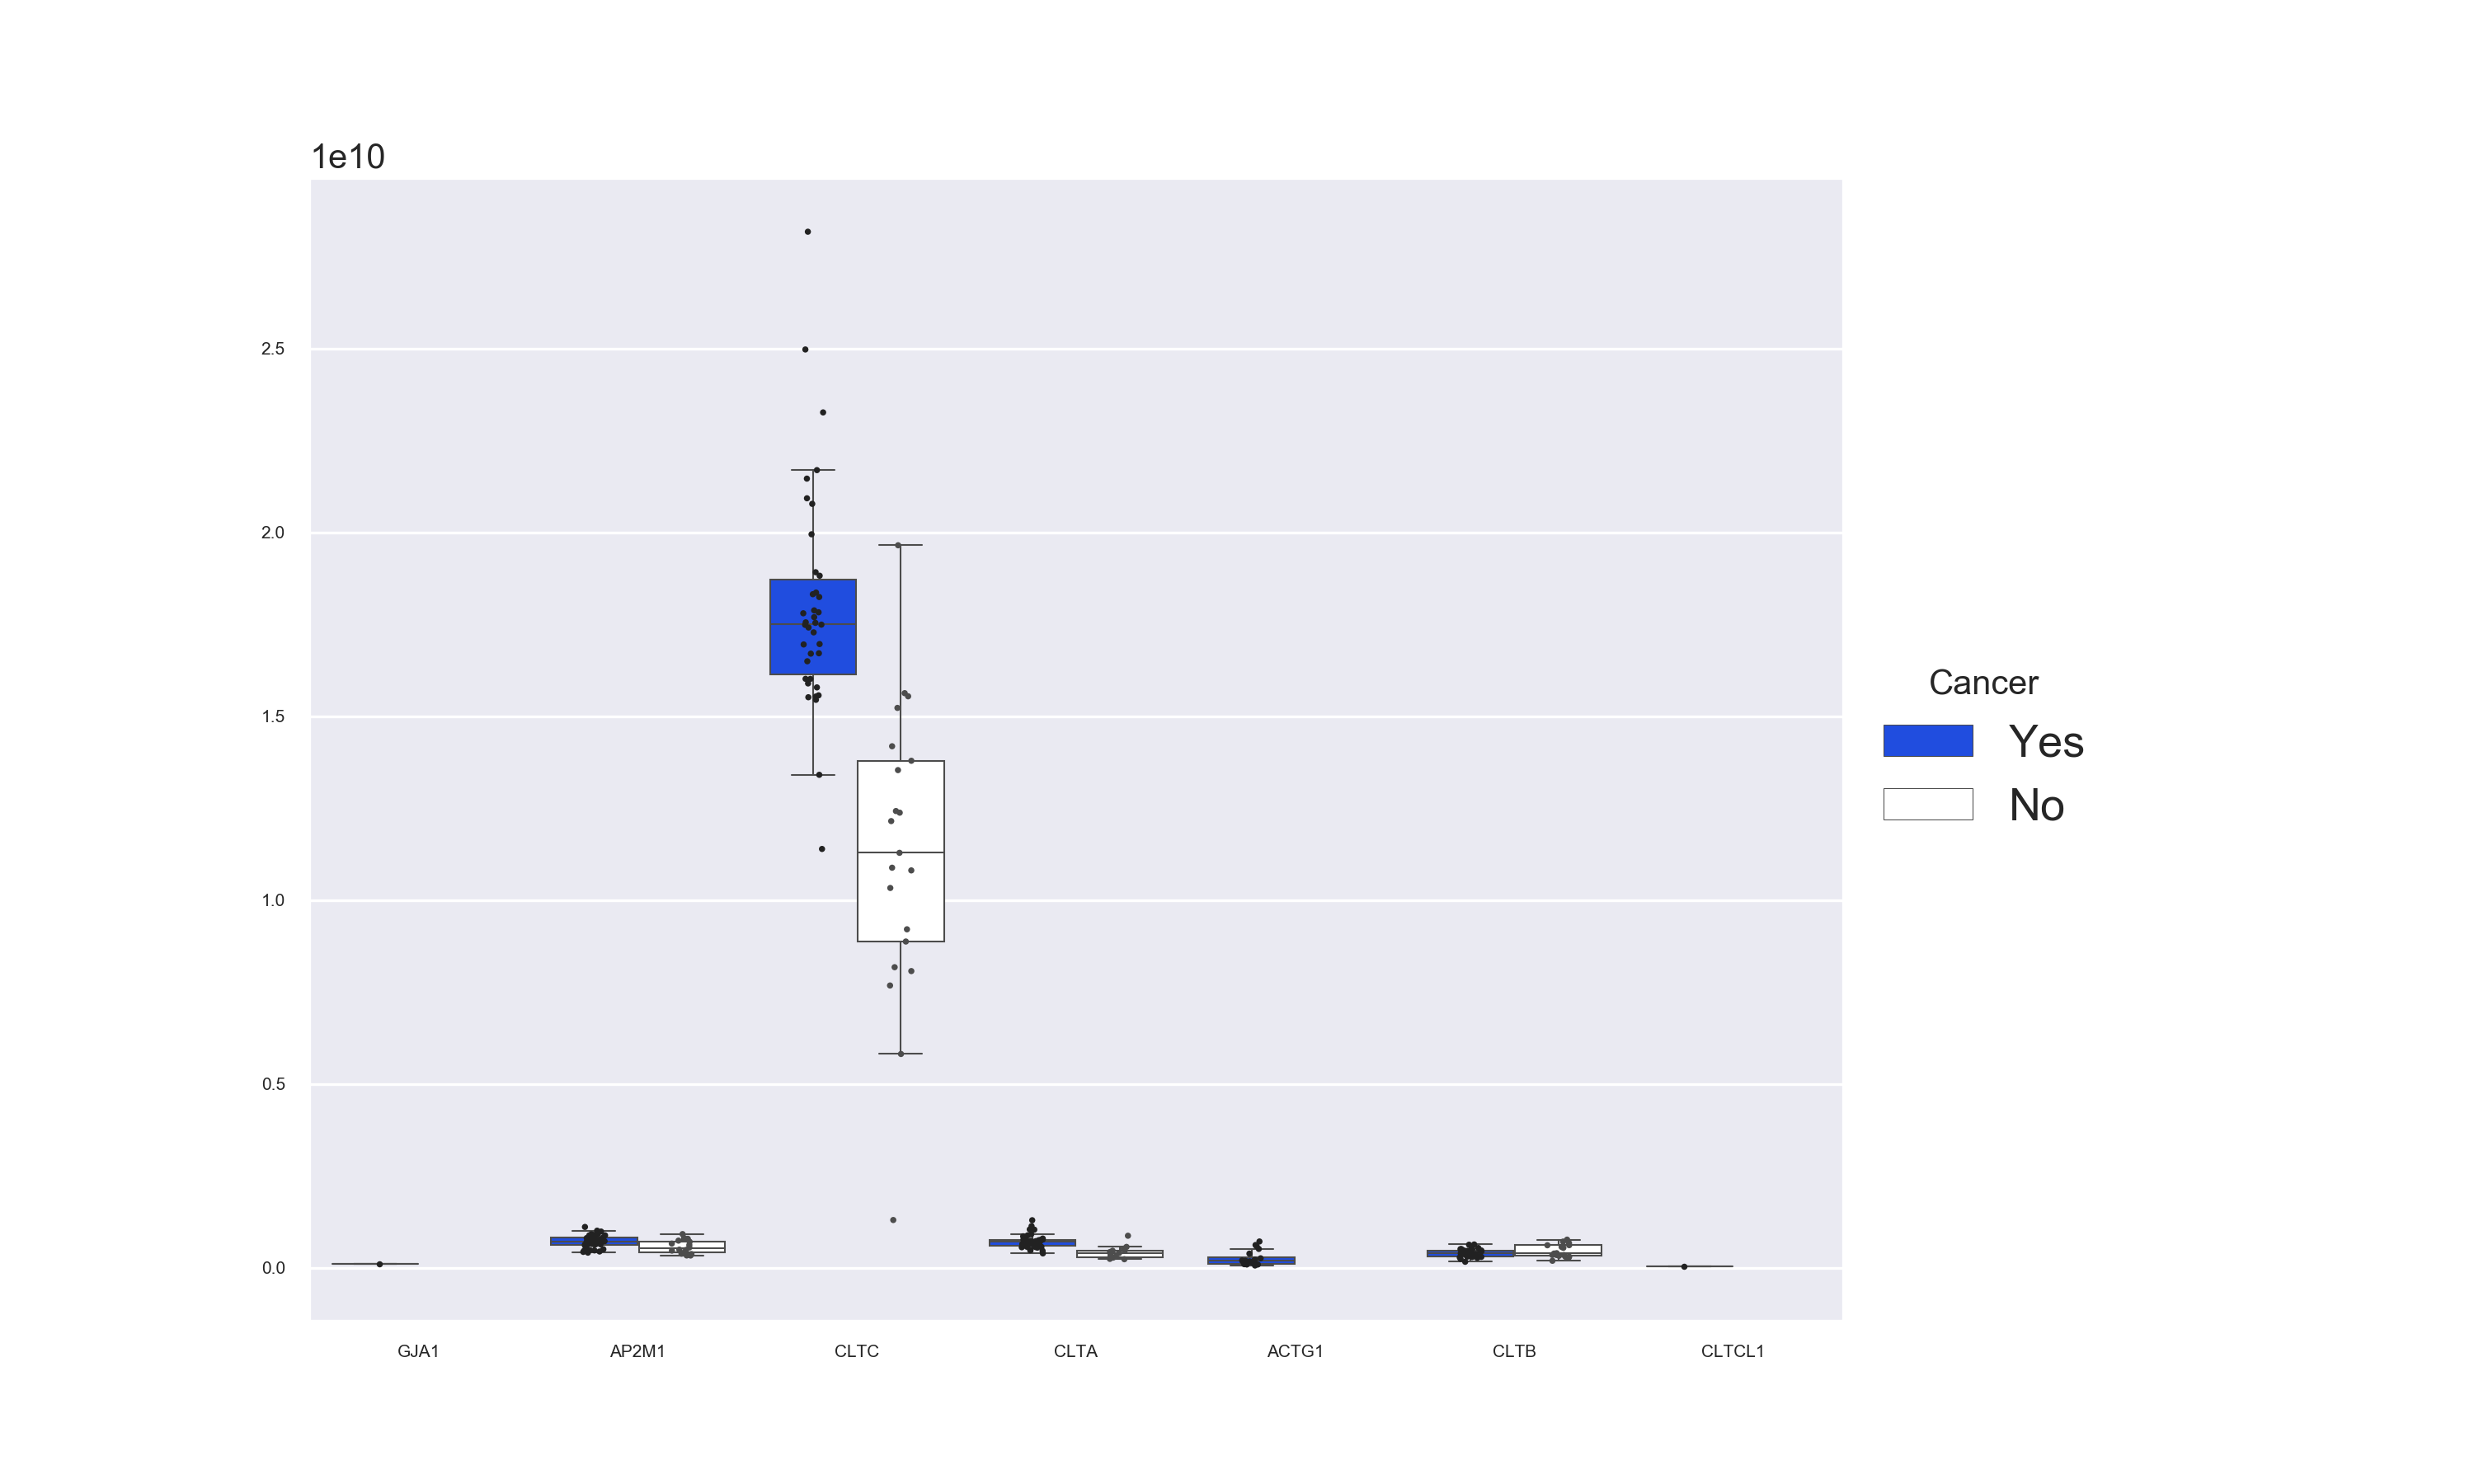 1e10
2.5
2.0
1.5
1.0
0.5
0.0
GJA1 AP2M1 CLTC CLTA ACTG1 CLTB CLTCL1
Cancer
Yes
No